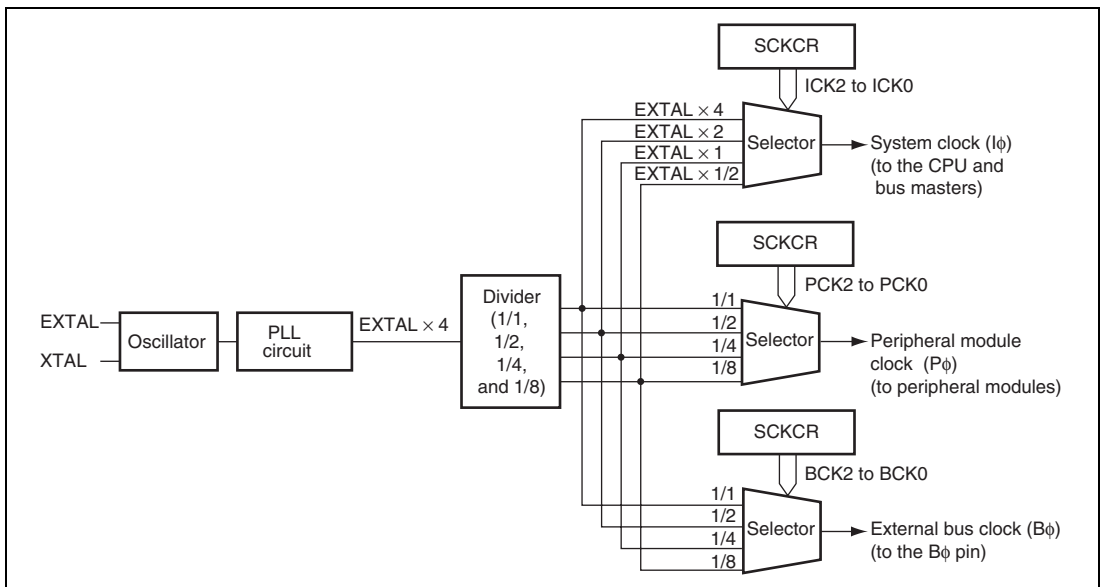 SCKCR
ICK2 to ICK0
EXTAL × 4
EXTAL × 2
EXTAL × 1
EXTAL × 1/2
Selector
System clock (Iϕ)
(to the CPU and
bus masters)
SCKCR
PCK2 to PCK0
EXTAL
XTAL
Oscillator
PLL
circuit
EXTAL × 4
Divider
(1/1,
1/2,
1/4,
and 1/8)
1/1
1/2
1/4
1/8
Selector
Peripheral module
clock (Pϕ)
(to peripheral modules)
SCKCR
BCK2 to BCK0
1/1
1/2
1/4
1/8
Selector
External bus clock (Bϕ)
(to the Bϕ pin)